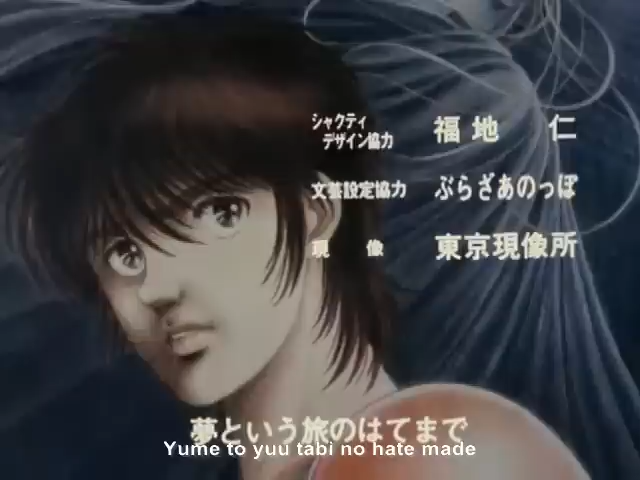 シャクティ
デザイン協力 福地 仁
文芸設定協力 ぶらざあのっぽ
現 像 東京現像所
夢という旅のはてまで
Yume to yuu tabi no hate made